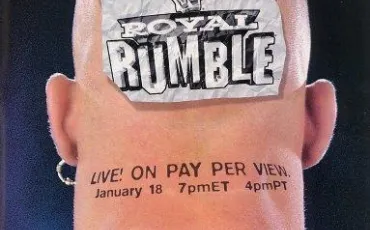 ROYAL
RUMBLE
LIVE! ON PAY PER VIEW.
January 18 7pmET 4pmPT